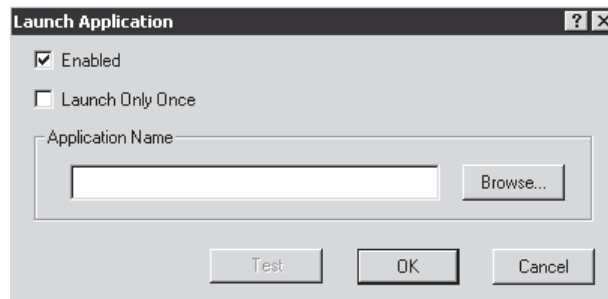 Launch Application ? X
Enabled
Launch Only Once
Application Name
Browse...
Test OK Cancel